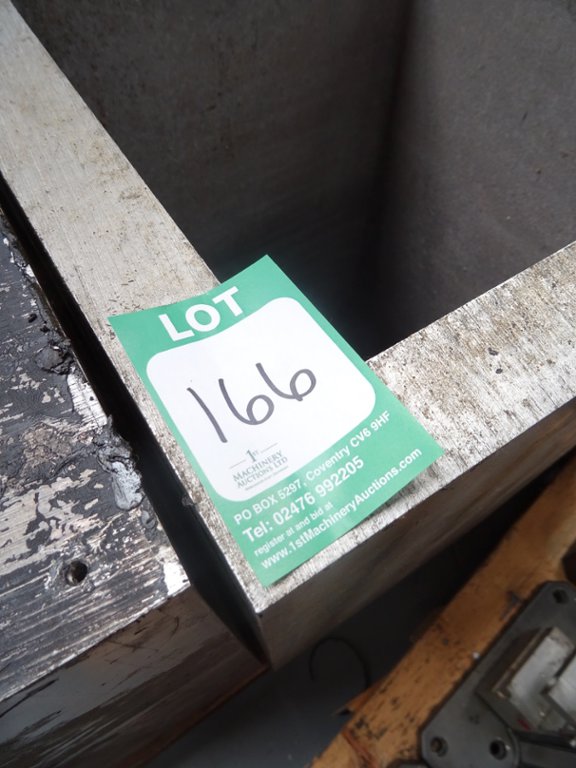 LOT
166
1ST
MACHINERY
AUCTIONS LTD
PO BOX 5297, Coventry CV6 9HF
Tel: 02476 992205
register at and bid at
www.1stMachineryAuctions.com